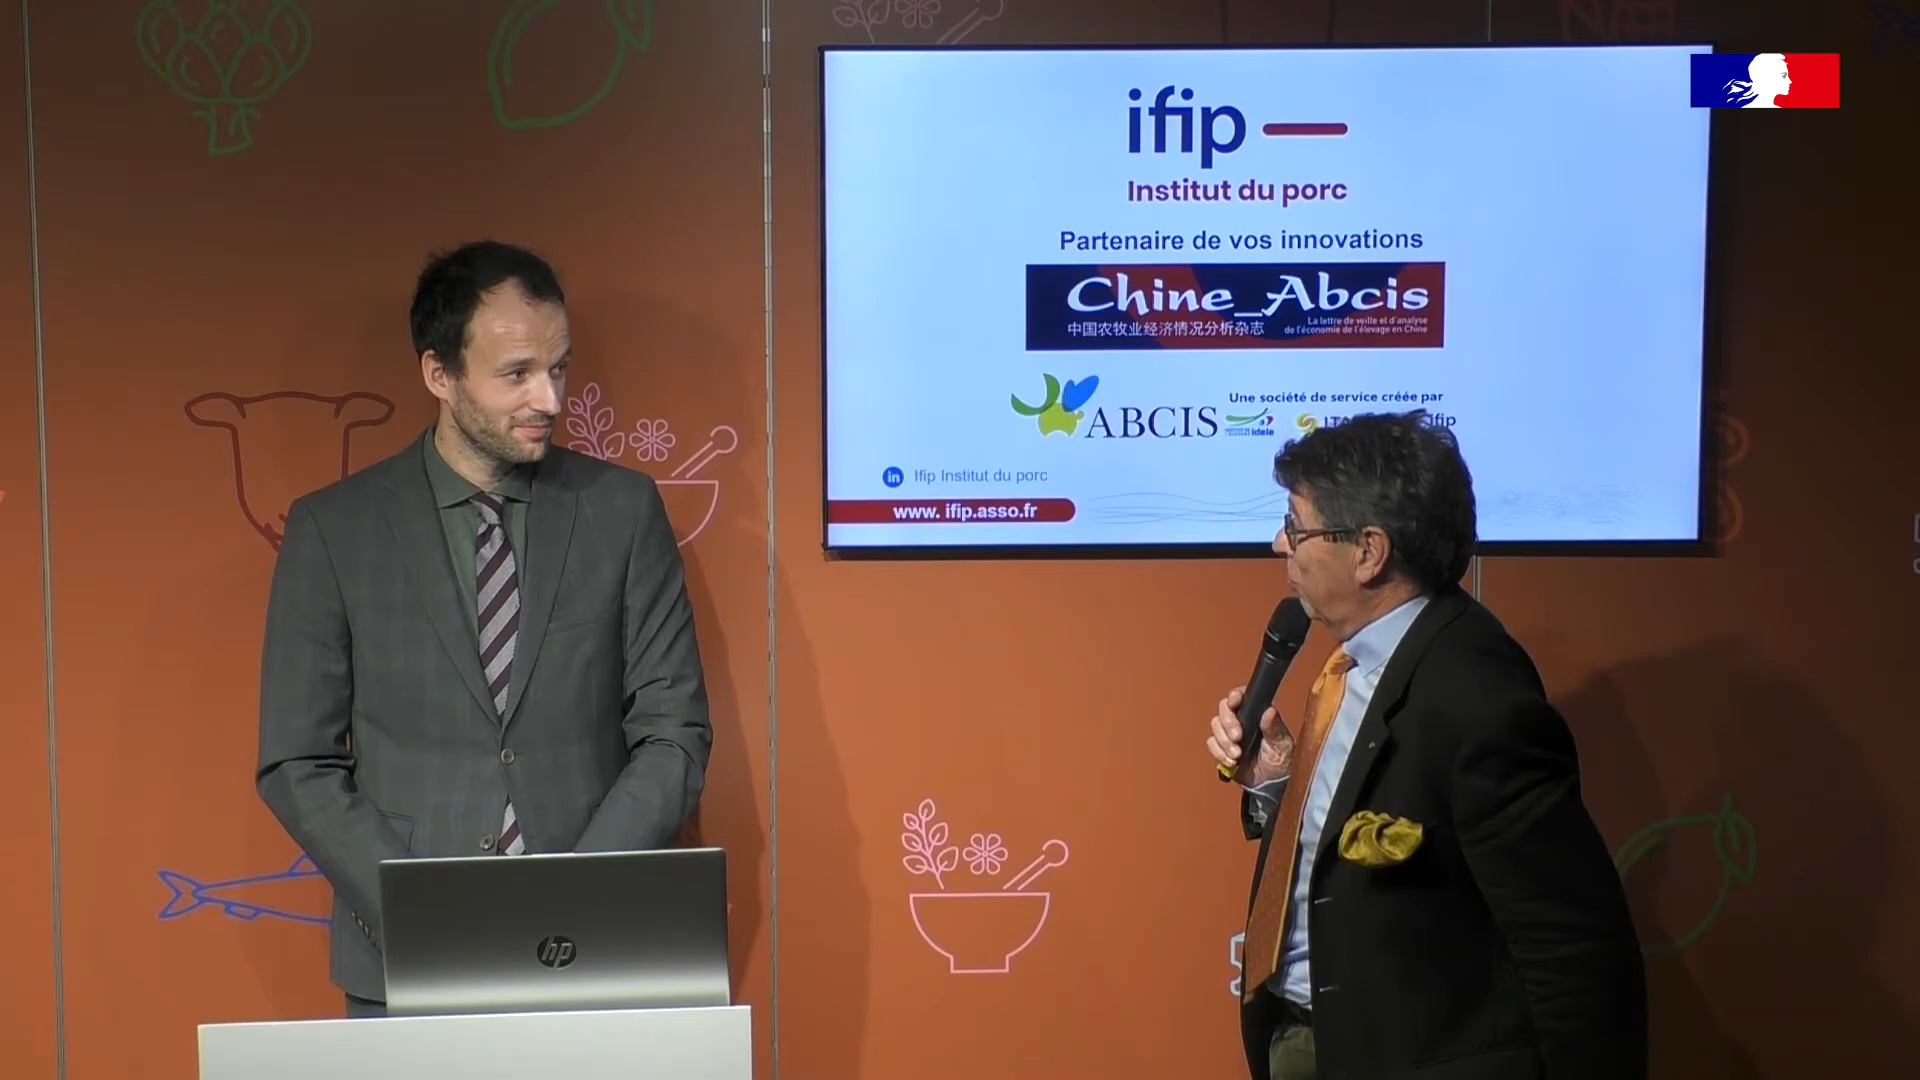 ifip
Institut du porc
Partenaire de vos innovations
Chine_Abcis
中国农牧业经济情况分析杂志
La lettre de veille et d'analyse
de l'économie de l'élevage en Chine
Une société de service créée par
ABCIS
idele
ifip
in Ifip Institut du porc
www. ifip.asso.fr
hp